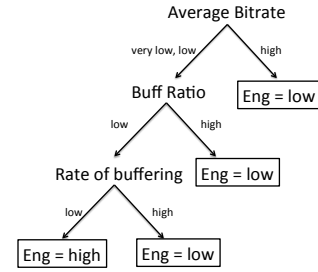 Average Bitrate
very low, low
high
Buff Ratio
Eng = low
low
high
Rate of buffering
Eng = low
low
high
Eng = high
Eng = low